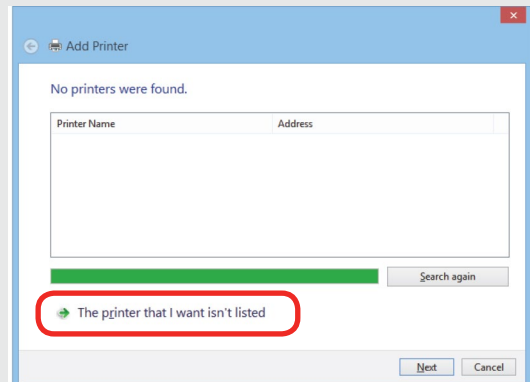 Add Printer
No printers were found.
Printer Name Address
Search again
The printer that I want isn't listed
Next Cancel